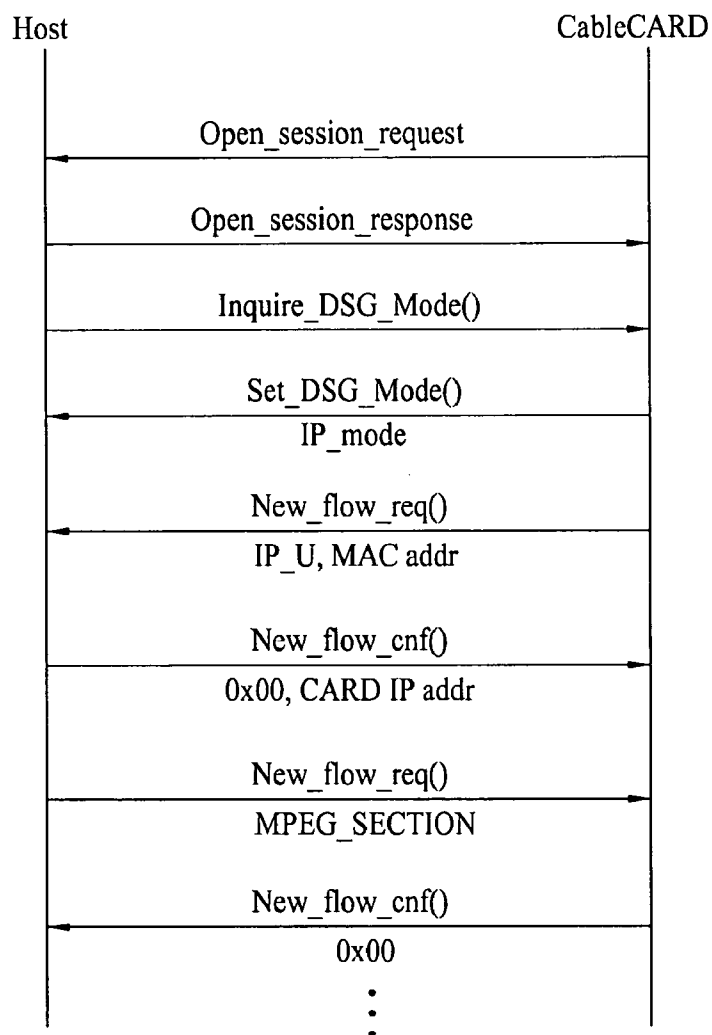 Host
CableCARD
Open_session_request
Open_session_response
Inquire_DSG_Mode()
Set_DSG_Mode()
IP_mode
New_flow_req()
IP_U, MAC addr
New_flow_cnf()
0x00, CARD IP addr
New_flow_req()
MPEG_SECTION
New_flow_cnf()
0x00